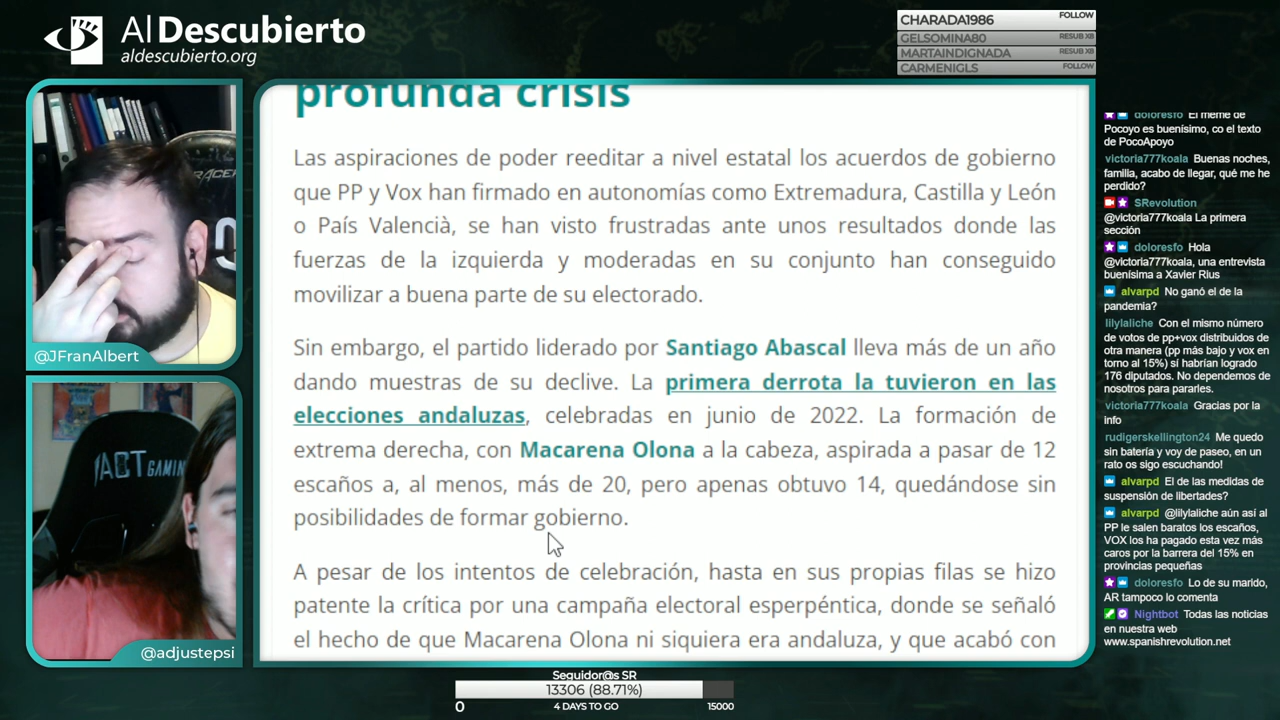 Al Descubierto
aldescubierto.org
CHARADA1986 FOLLOW
GELSOMINA80 RESUB X8
MARTAINDIGNADA RESUB X8
CARMENIGLS FOLLOW
@JFranAlbert
ACT GAMIN
@adjustepsi
profunda crisis
Las aspiraciones de poder reeditar a nivel estatal los acuerdos de gobierno
que PP y Vox han firmado en autonomías como Extremadura, Castilla y León
o País Valencià, se han visto frustradas ante unos resultados donde las
fuerzas de la izquierda y moderadas en su conjunto han conseguido
movilizar a buena parte de su electorado.
Sin embargo, el partido liderado por Santiago Abascal lleva más de un año
dando muestras de su declive. La primera derrota la tuvieron en las
elecciones andaluzas, celebradas en junio de 2022. La formación de
extrema derecha, con Macarena Olona a la cabeza, aspirada a pasar de 12
escaños a, al menos, más de 20, pero apenas obtuvo 14, quedándose sin
posibilidades de formar gobierno.
A pesar de los intentos de celebración, hasta en sus propias filas se hizo
patente la crítica por una campaña electoral esperpéntica, donde se señaló
el hecho de que Macarena Olona ni siquiera era andaluza, y que acabó con
doloresfo El meme de
Pocoyo es buenísimo, co el texto
de PocoApoyo
victoria777koala Buenas noches,
familia, acabo de llegar, qué me he
perdido?
SRevolution
@victoria777koala La primera
sección
doloresfo Hola
@victoria777koala, una entrevista
buenísima a Xavier Rius
alvarpd No ganó el de la
pandemia?
lilylaliche Con el mismo número
de votos de pp+vox distribuidos de
otra manera (pp más bajo y vox en
torno al 15%) sí habrían logrado
176 diputados. No dependemos de
nosotros para pararles.
victoria777koala Gracias por la
info
rudigerskellington24 Me quedo
sin batería y voy de paseo, en un
rato os sigo escuchando!
alvarpd El de las medidas de
suspensión de libertades?
alvarpd @lilylaliche aún así al
PP le salen baratos los escaños,
VOX los ha pagado esta vez más
caros por la barrera del 15% en
provincias pequeñas
doloresfo Lo de su marido,
AR tampoco lo comenta
Nightbot Todas las noticias
en nuestra web
www.spanishrevolution.net
Seguidor@s SR
13306 (88.71%)
0 4 DAYS TO GO 15000